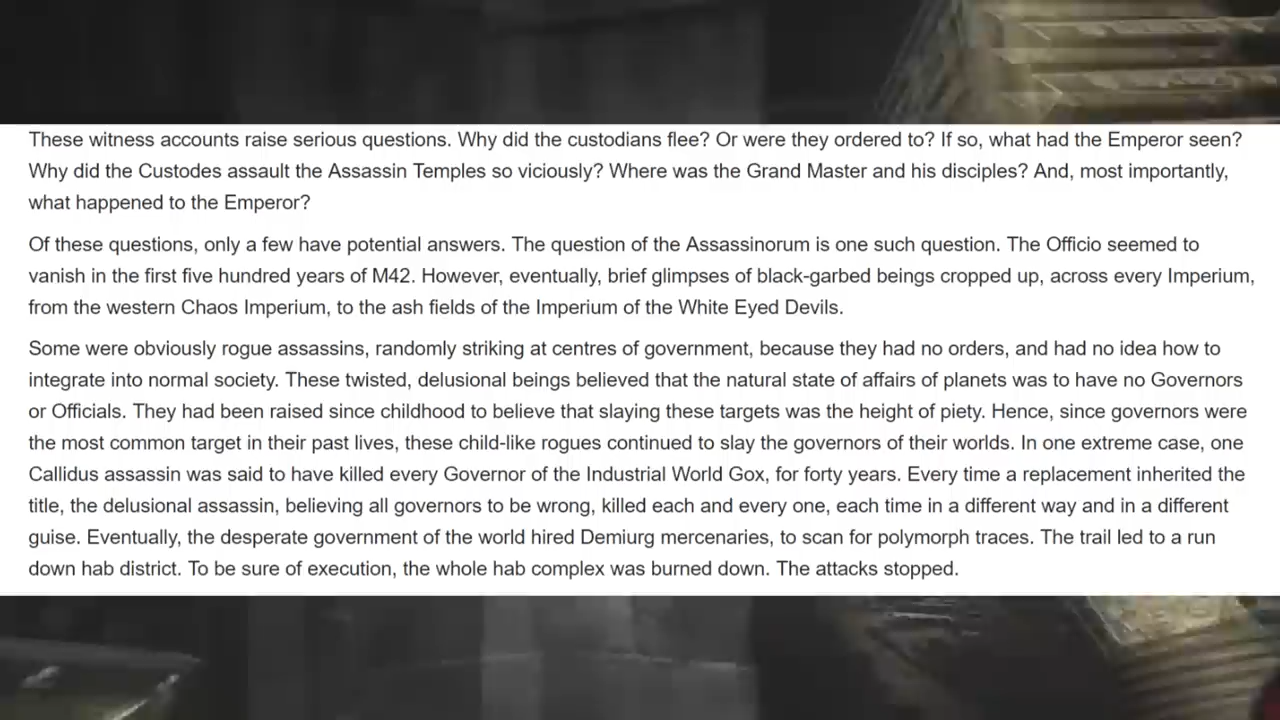 These witness accounts raise serious questions. Why did the custodians flee? Or were they ordered to? If so, what had the Emperor seen?
Why did the Custodes assault the Assassin Temples so viciously? Where was the Grand Master and his disciples? And, most importantly,
what happened to the Emperor?
Of these questions, only a few have potential answers. The question of the Assassinorum is one such question. The Officio seemed to
vanish in the first five hundred years of M42. However, eventually, brief glimpses of black-garbed beings cropped up, across every Imperium,
from the western Chaos Imperium, to the ash fields of the Imperium of the White Eyed Devils.
Some were obviously rogue assassins, randomly striking at centres of government, because they had no orders, and had no idea how to
integrate into normal society. These twisted, delusional beings believed that the natural state of affairs of planets was to have no Governors
or Officials. They had been raised since childhood to believe that slaying these targets was the height of piety. Hence, since governors were
the most common target in their past lives, these child-like rogues continued to slay the governors of their worlds. In one extreme case, one
Callidus assassin was said to have killed every Governor of the Industrial World Gox, for forty years. Every time a replacement inherited the
title, the delusional assassin, believing all governors to be wrong, killed each and every one, each time in a different way and in a different
guise. Eventually, the desperate government of the world hired Demiurg mercenaries, to scan for polymorph traces. The trail led to a run
down hab district. To be sure of execution, the whole hab complex was burned down. The attacks stopped.